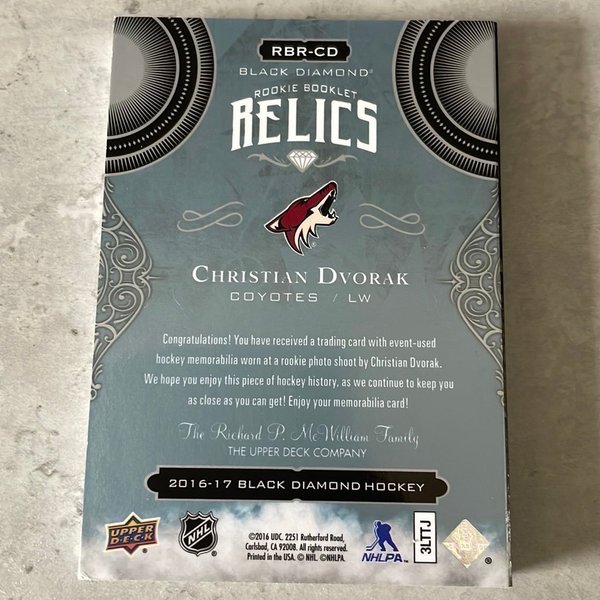 RBR-CD
BLACK DIAMOND®
ROOKIE BOOKLET
RELICS
CHRISTIAN DVORAK
COYOTES / LW
Congratulations! You have received a trading card with event-used
hockey memorabilia worn at a rookie photo shoot by Christian Dvorak.
We hope you enjoy this piece of hockey history, as we continue to keep you
as close as you can get! Enjoy your memorabilia card!
The Richard P. McWilliam Family
THE UPPER DECK COMPANY
2016-17 BLACK DIAMOND HOCKEY
UPPER DECK
NHL
©2016 UDC. 2251 Rutherford Road,
Carlsbad, CA 92008. All rights reserved.
Printed in the USA. © NHL. ©NHLPA.
NHLPA
3LTTJ